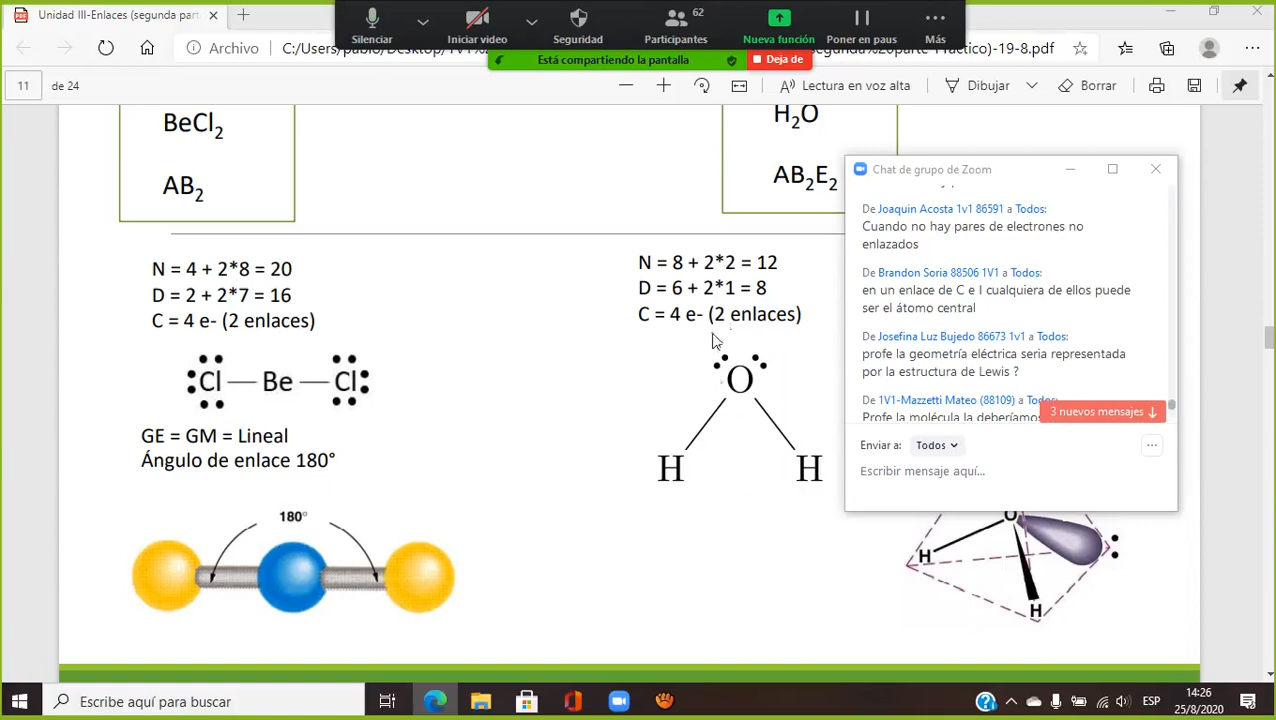 Unidad III-Enlaces (segunda par
Silenciar
Iniciar video
Seguridad
62
Participantes
Nueva función
Poner en paus
Más
Está compartiendo la pantalla
Deja de
Archivo
C:/Users/pablo/Desktop/1V1%
segunda%20parte-Practico)-19-8.pdf
11
de 24
Lectura en voz alta
Dibujar
Borrar
BeCl2
AB2
H2O
AB2E2
N = 4 + 2*8 = 20
D = 2 + 2*7 = 16
C = 4 e- (2 enlaces)
Cl — Be — Cl
GE = GM = Lineal
Ángulo de enlace 180°
180°
N = 8 + 2*2 = 12
D = 6 + 2*1 = 8
C = 4 e- (2 enlaces)
O
H
H
Chat de grupo de Zoom
De Joaquin Acosta 1v1 86591 a Todos:
Cuando no hay pares de electrones no
enlazados
De Brandon Soria 88506 1V1 a Todos:
en un enlace de C e I cualquiera de ellos puede
ser el átomo central
De Josefina Luz Bujedo 86673 1v1 a Todos:
profe la geometría eléctrica seria representada
por la estructura de Lewis ?
De 1V1-Mazzetti Mateo (88109) a Todos:
Profe la molécula la deberíamos
3 nuevos mensajes
Enviar a:
Todos
Escribir mensaje aquí...
O
H
H
Escribe aquí para buscar
ESP
14:26
25/8/2020